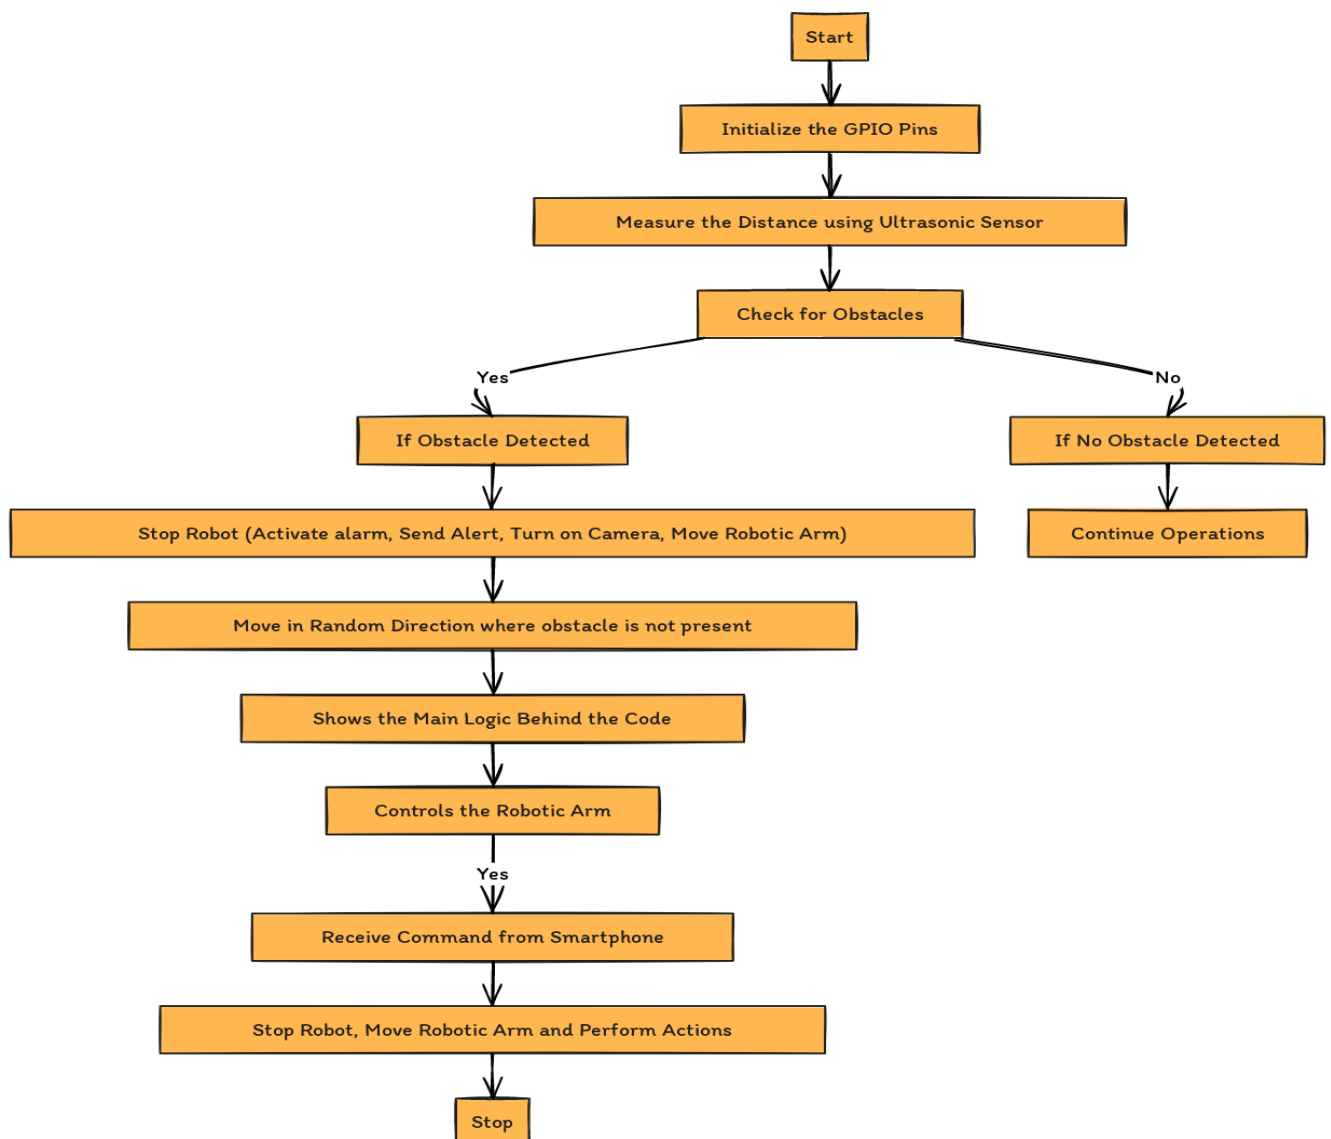 Start
Initialize the GPIO Pins
Measure the Distance using Ultrasonic Sensor
Check for Obstacles
Yes
No
If Obstacle Detected
If No Obstacle Detected
Stop Robot (Activate alarm, Send Alert, Turn on Camera, Move Robotic Arm)
Continue Operations
Move in Random Direction where obstacle is not present
Shows the Main Logic Behind the Code
Controls the Robotic Arm
Yes
Receive Command from Smartphone
Stop Robot, Move Robotic Arm and Perform Actions
Stop